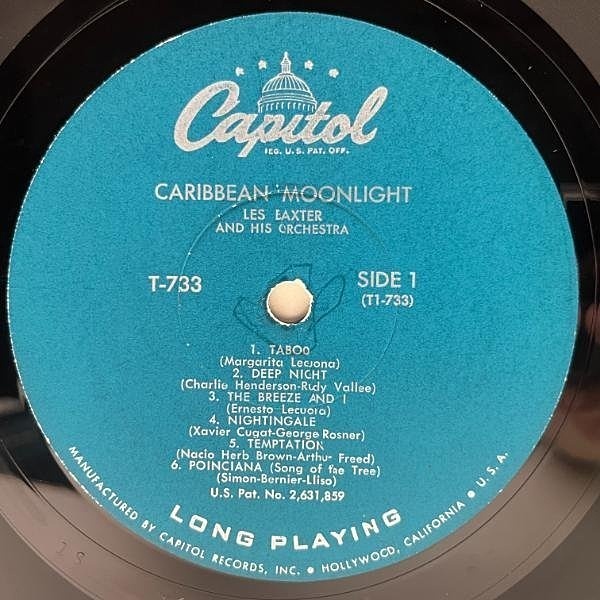 Capitol
REG. U.S. PAT. OFF.
CARIBBEAN MOONLIGHT
LES BAXTER
AND HIS ORCHESTRA
T-733
SIDE 1
(T1-733)
1. TABOO
(Margarita Lecuona)
2. DEEP NIGHT
(Charlie Henderson-Rudy Vallee)
3. THE BREEZE AND I
(Ernesto Lecuona)
4. NIGHTINGALE
(Xavier Cugat-George Rosner)
5. TEMPTATION
(Nacio Herb Brown-Arthur Freed)
6. POINCIANA (Song of the Tree)
(Simon-Bernier-Lliso)
U.S. Pat. No. 2,631,859
LONG PLAYING
MANUFACTURED BY CAPITOL RECORDS, INC. • HOLLYWOOD, CALIFORNIA • U.S.A.